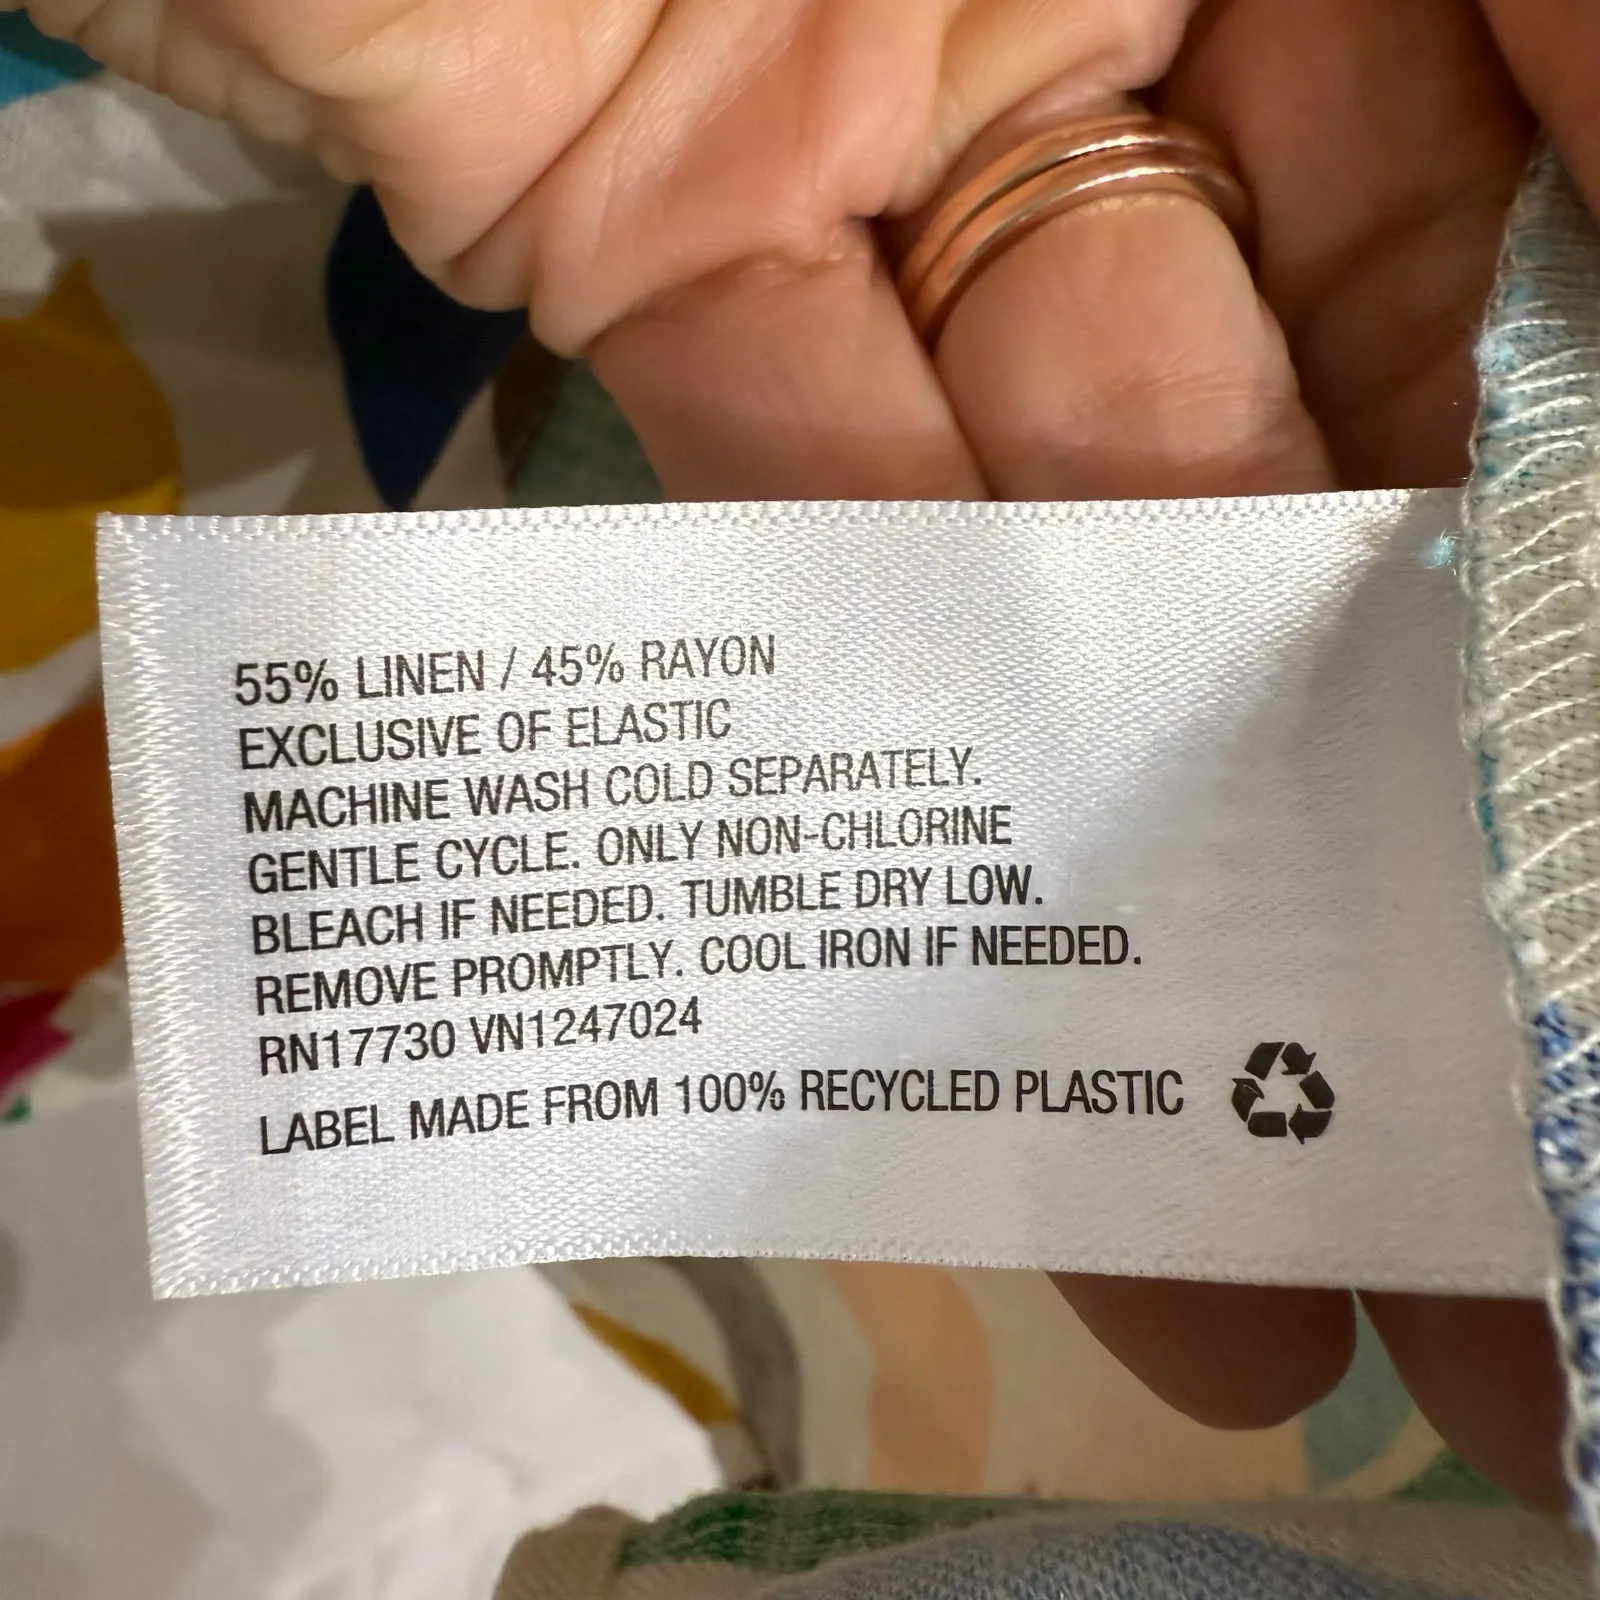 55% LINEN / 45% RAYON
EXCLUSIVE OF ELASTIC
MACHINE WASH COLD SEPARATELY.
GENTLE CYCLE. ONLY NON-CHLORINE
BLEACH IF NEEDED. TUMBLE DRY LOW.
REMOVE PROMPTLY. COOL IRON IF NEEDED.
RN17730 VN1247024
LABEL MADE FROM 100% RECYCLED PLASTIC